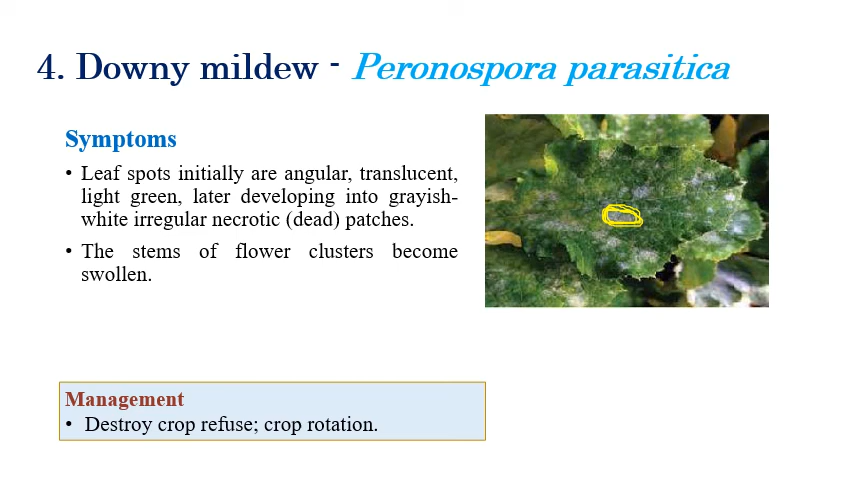 4. Downy mildew - Peronospora parasitica
Symptoms
• Leaf spots initially are angular, translucent,
light green, later developing into grayish-
white irregular necrotic (dead) patches.
• The stems of flower clusters become
swollen.
Management
• Destroy crop refuse; crop rotation.